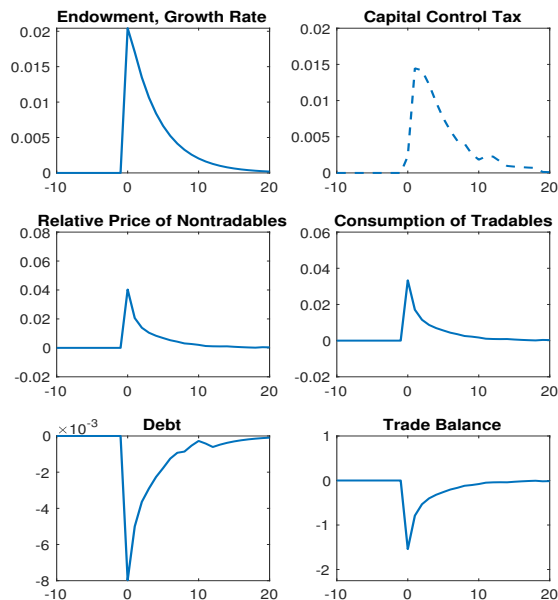 Endowment, Growth Rate
0.02
0.015
0.01
0.005
0
-10 0 10 20
Capital Control Tax
0.02
0.015
0.01
0.005
0
-10 0 10 20
Relative Price of Nontradables
0.08
0.06
0.04
0.02
0
-0.02
-10 0 10 20
Consumption of Tradables
0.06
0.04
0.02
0
-0.02
-10 0 10 20
Debt
×10-3
0
-2
-4
-6
-8
-10 0 10 20
Trade Balance
1
0
-1
-2
-10 0 10 20